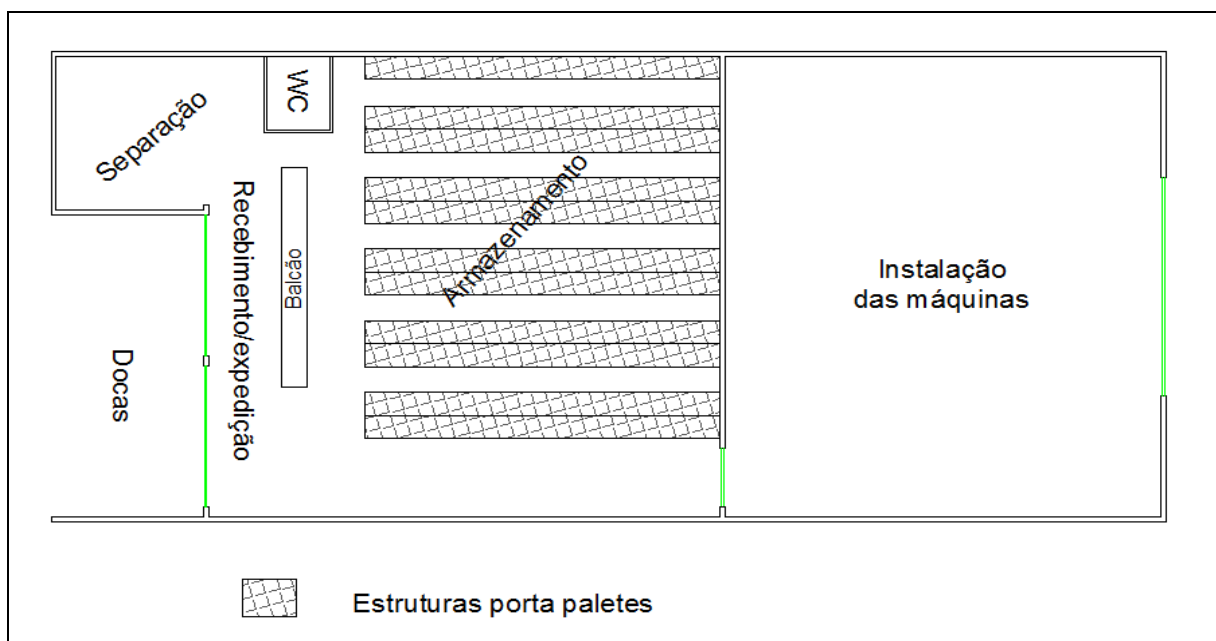 Separação
WC
Recebimento/expedição
Balcão
Armazenamento
Docas
Instalação
das máquinas
Estruturas porta paletes